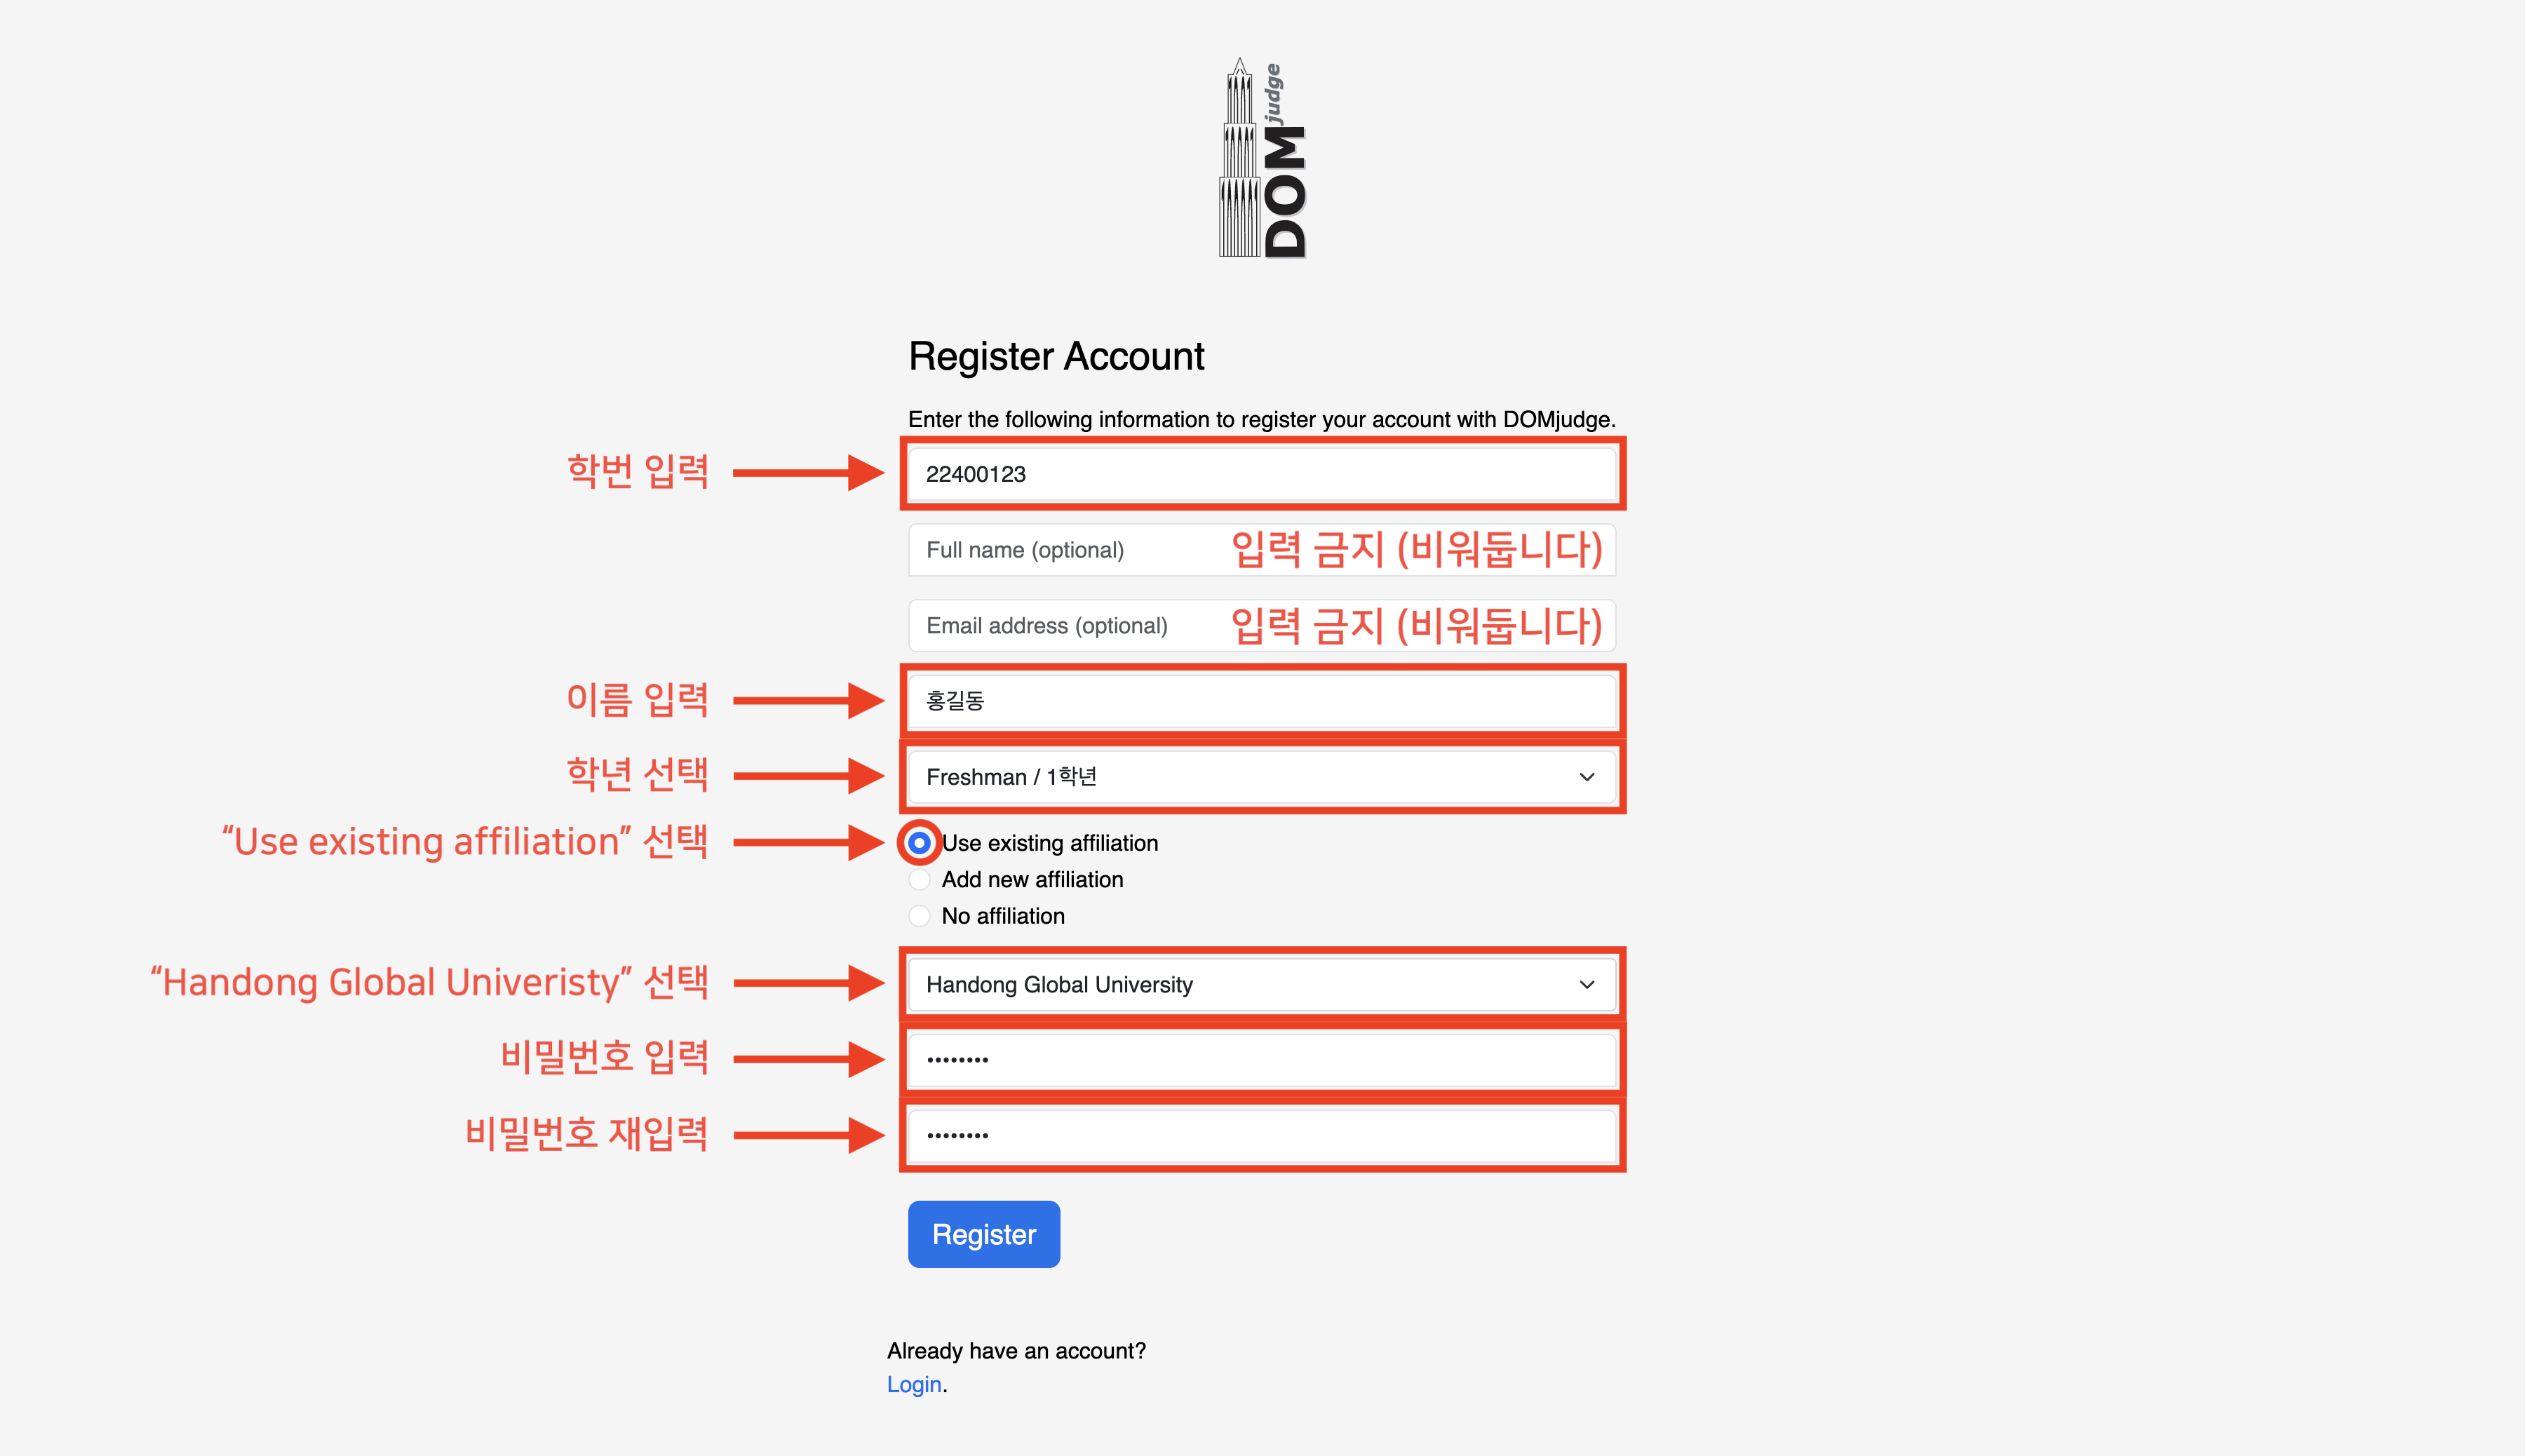 DOMjudge
Register Account
Enter the following information to register your account with DOMjudge.
학번 입력
22400123
Full name (optional)
입력 금지 (비워둡니다)
Email address (optional)
입력 금지 (비워둡니다)
이름 입력
홍길동
학년 선택
Freshman / 1학년
“Use existing affiliation” 선택
Use existing affiliation
Add new affiliation
No affiliation
“Handong Global Univeristy” 선택
Handong Global University
비밀번호 입력
••••••••
비밀번호 재입력
••••••••
Register
Already have an account?
Login.